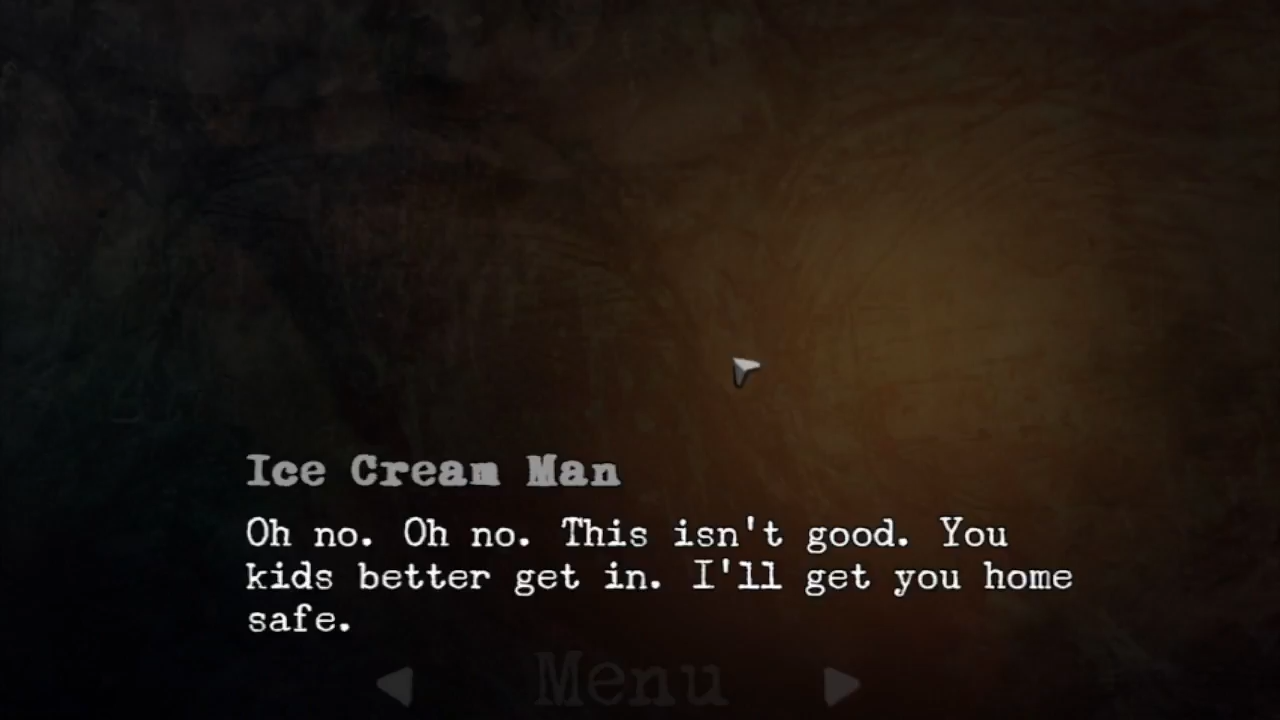 Ice Cream Man
Oh no. Oh no. This isn't good. You
kids better get in. I'll get you home
safe.
Menu